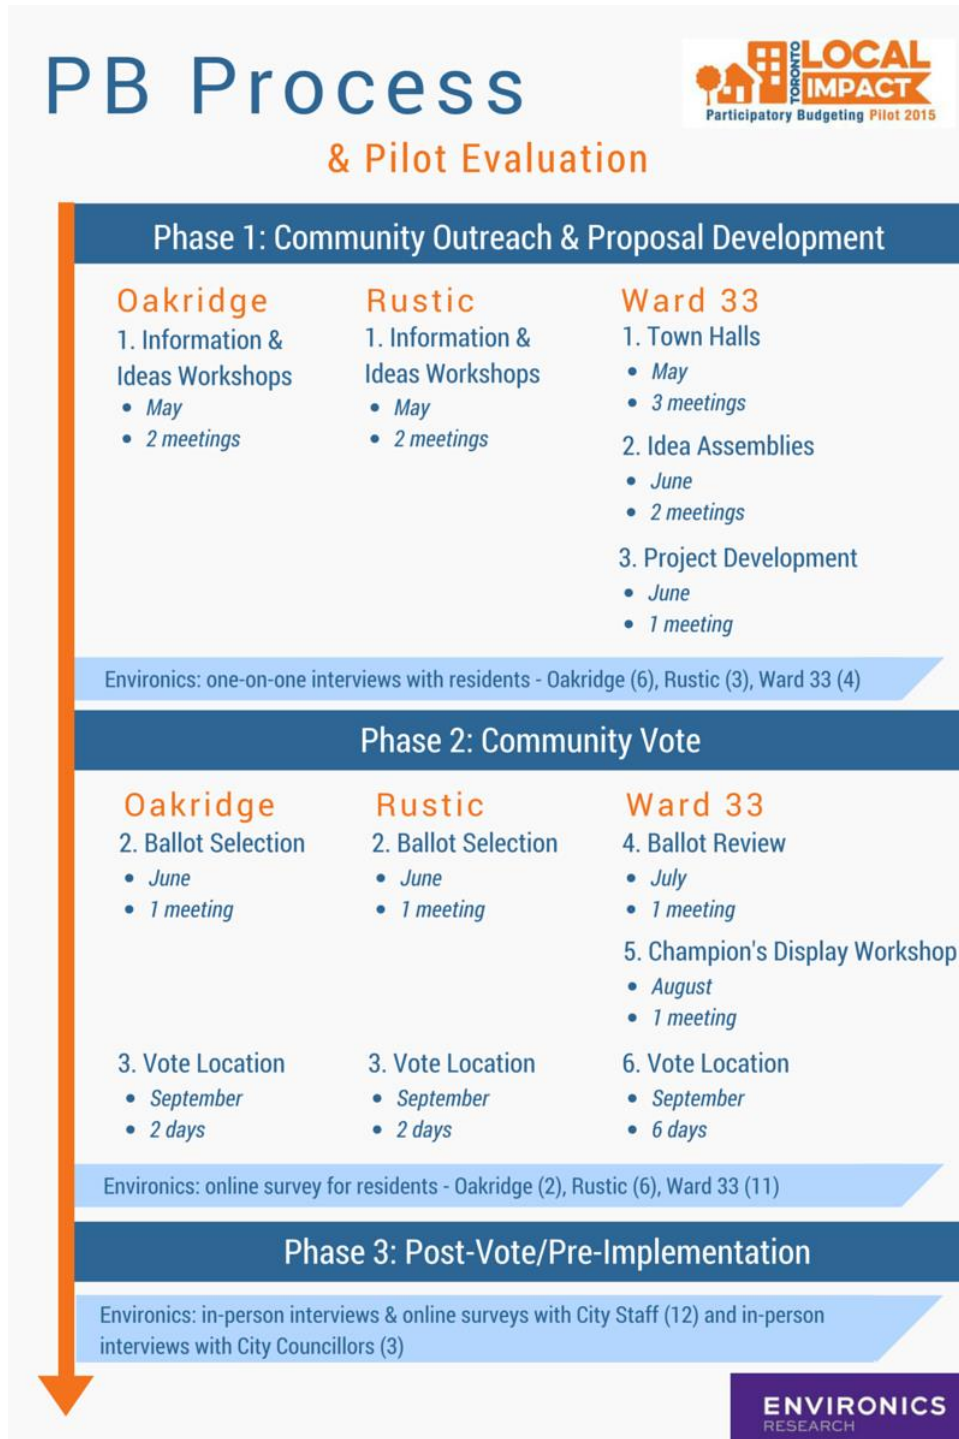 PB Process
& Pilot Evaluation
TORONTO
LOCAL
IMPACT
Participatory Budgeting Pilot 2015
Phase 1: Community Outreach & Proposal Development
Oakridge
1. Information &
Ideas Workshops
• May
• 2 meetings
Rustic
1. Information &
Ideas Workshops
• May
• 2 meetings
Ward 33
1. Town Halls
• May
• 3 meetings
2. Idea Assemblies
• June
• 2 meetings
3. Project Development
• June
• 1 meeting
Environics: one-on-one interviews with residents - Oakridge (6), Rustic (3), Ward 33 (4)
Phase 2: Community Vote
Oakridge
2. Ballot Selection
• June
• 1 meeting
3. Vote Location
• September
• 2 days
Rustic
2. Ballot Selection
• June
• 1 meeting
3. Vote Location
• September
• 2 days
Ward 33
4. Ballot Review
• July
• 1 meeting
5. Champion's Display Workshop
• August
• 1 meeting
6. Vote Location
• September
• 6 days
Environics: online survey for residents - Oakridge (2), Rustic (6), Ward 33 (11)
Phase 3: Post-Vote/Pre-Implementation
Environics: in-person interviews & online surveys with City Staff (12) and in-person
interviews with City Councillors (3)
ENVIRONICS
RESEARCH